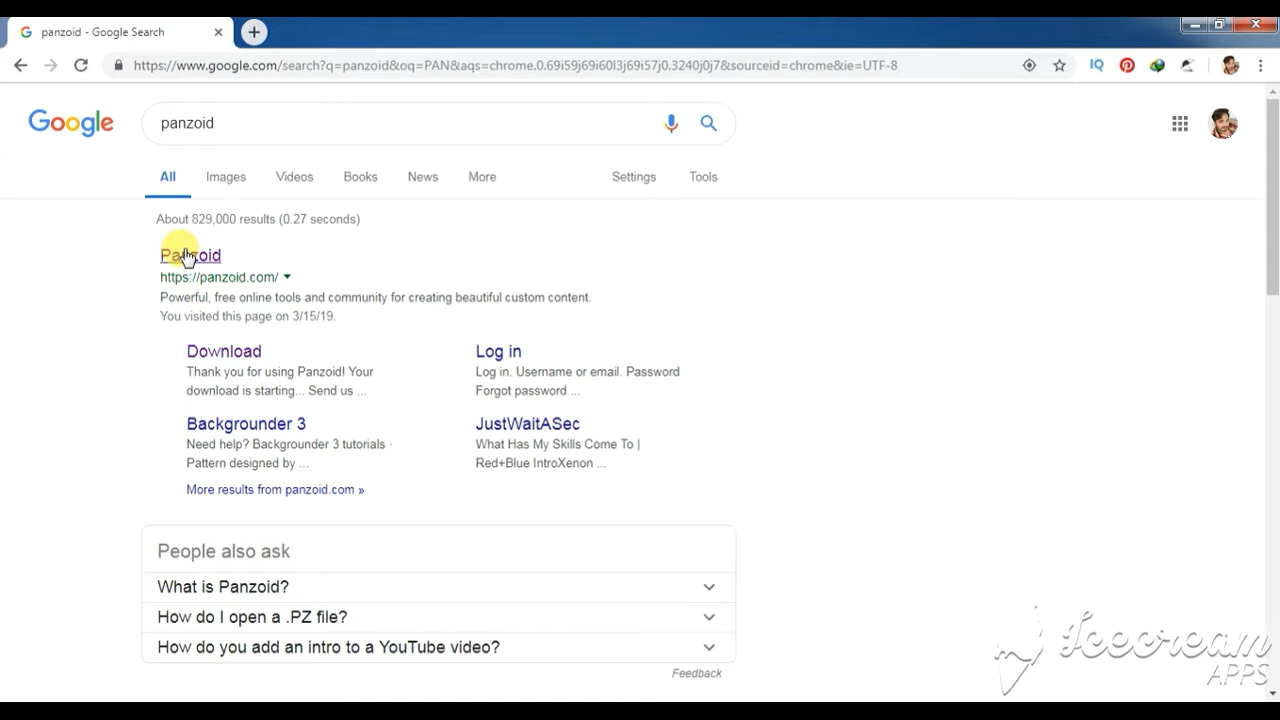 panzoid - Google Search
https://www.google.com/search?q=panzoid&oq=PAN&aqs=chrome.0.69i59j69i60l3j69i57j0.3240j0j7&sourceid=chrome&ie=UTF-8
IQ
Google
panzoid
All Images Videos Books News More Settings Tools
About 829,000 results (0.27 seconds)
Panzoid
https://panzoid.com/
Powerful, free online tools and community for creating beautiful custom content.
You visited this page on 3/15/19.
Download
Thank you for using Panzoid! Your
download is starting... Send us ...
Log in
Log in. Username or email. Password
Forgot password ...
Backgrounder 3
Need help? Backgrounder 3 tutorials ·
Pattern designed by ...
JustWaitASec
What Has My Skills Come To |
Red+Blue IntroXenon ...
More results from panzoid.com »
People also ask
What is Panzoid?
How do I open a .PZ file?
How do you add an intro to a YouTube video?
Feedback
Icecream
APPS